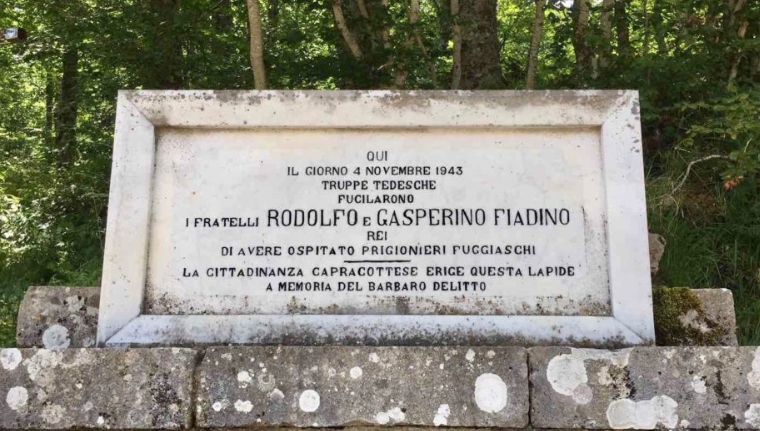 QUI
IL GIORNO 4 NOVEMBRE 1943
TRUPPE TEDESCHE
FUCILARONO
I FRATELLI RODOLFO E GASPERINO FIADINO
REI
DI AVERE OSPITATO PRIGIONIERI FUGGIASCHI
LA CITTADINANZA CAPRACOTTESE ERIGE QUESTA LAPIDE
A MEMORIA DEL BARBARO DELITTO